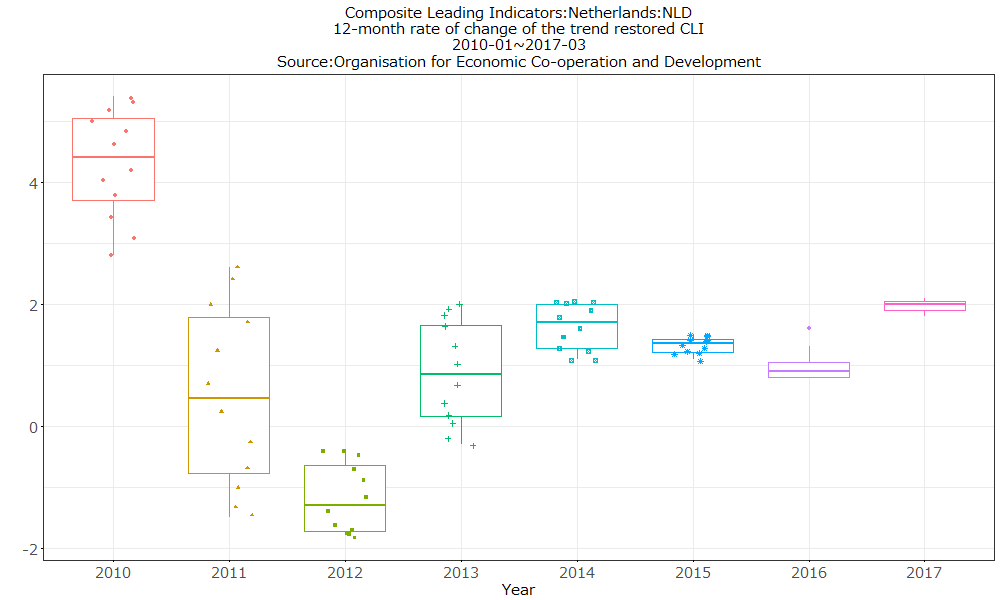 Composite Leading Indicators:Netherlands:NLD
12-month rate of change of the trend restored CLI
2010-01~2017-03
Source:Organisation for Economic Co-operation and Development
4
2
0
-2
2010 2011 2012 2013 2014 2015 2016 2017
Year